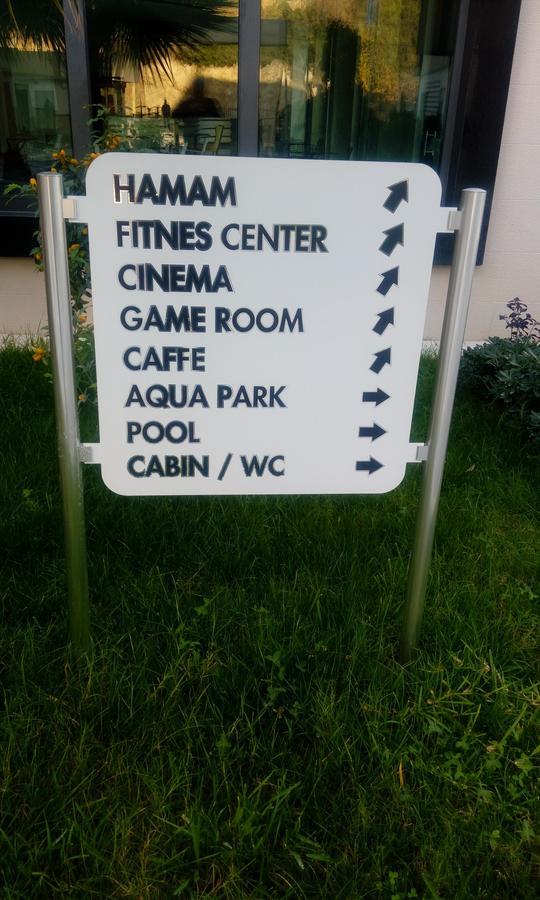 HAMAM
FITNES CENTER
CINEMA
GAME ROOM
CAFFE
AQUA PARK
POOL
CABIN / WC